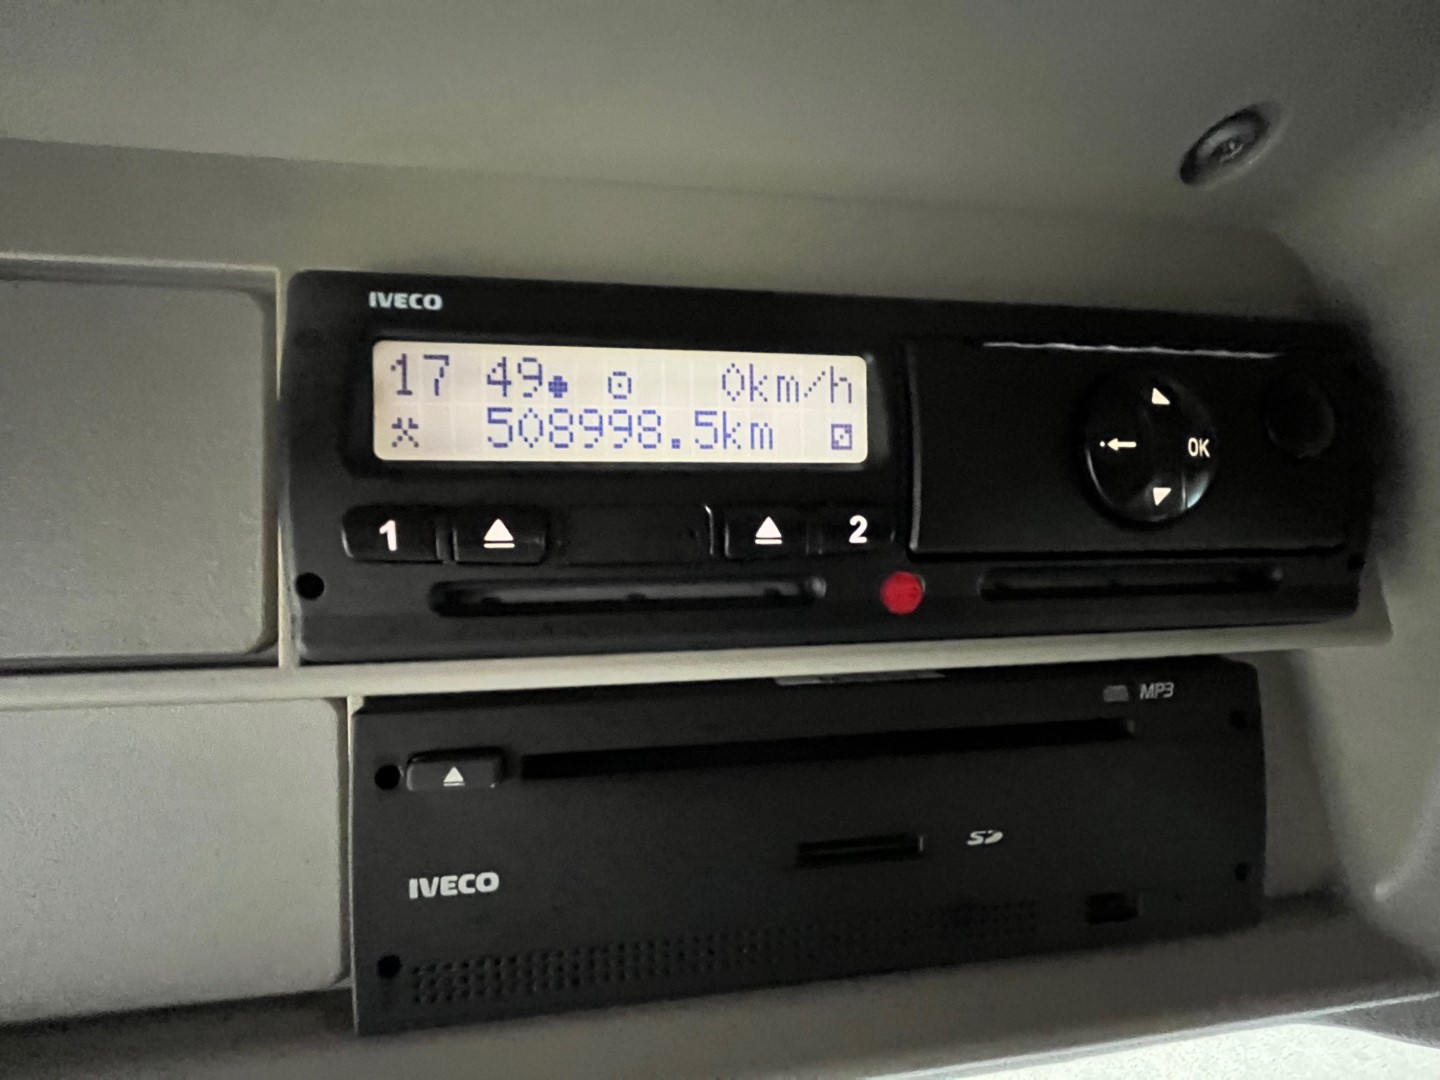 IVECO
17 49 0km/h
508998.5km
OK
1 2
MP3
SD
IVECO